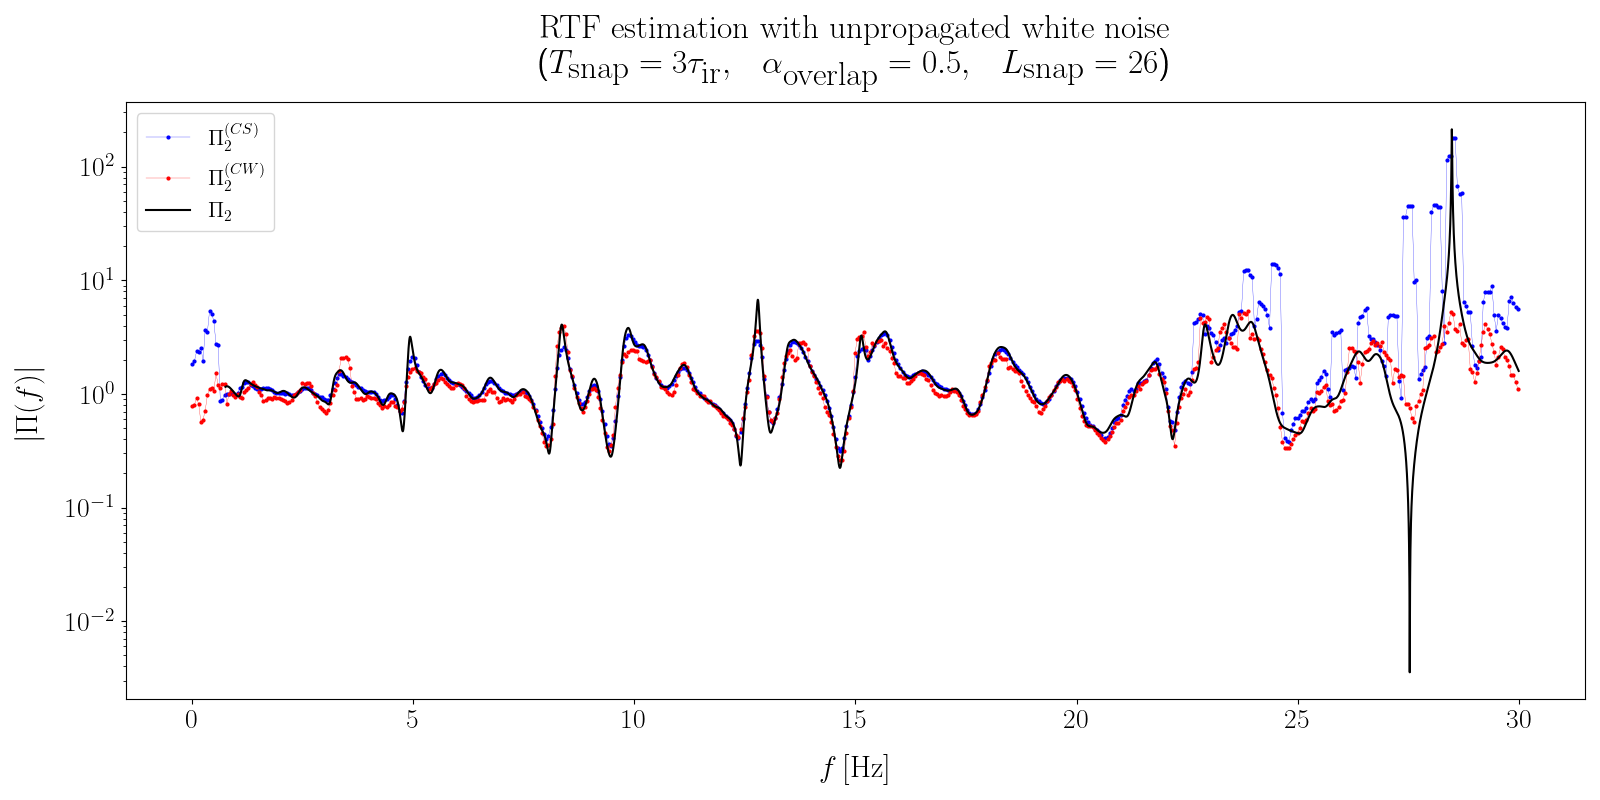 RTF estimation with unpropagated white noise
(T_snap = 3τ_ir, α_overlap = 0.5, L_snap = 26)
Π_2^(CS)
Π_2^(CW)
Π_2
|Π(f)|
10^2
10^1
10^0
10^−1
10^−2
0 5 10 15 20 25 30
f [Hz]